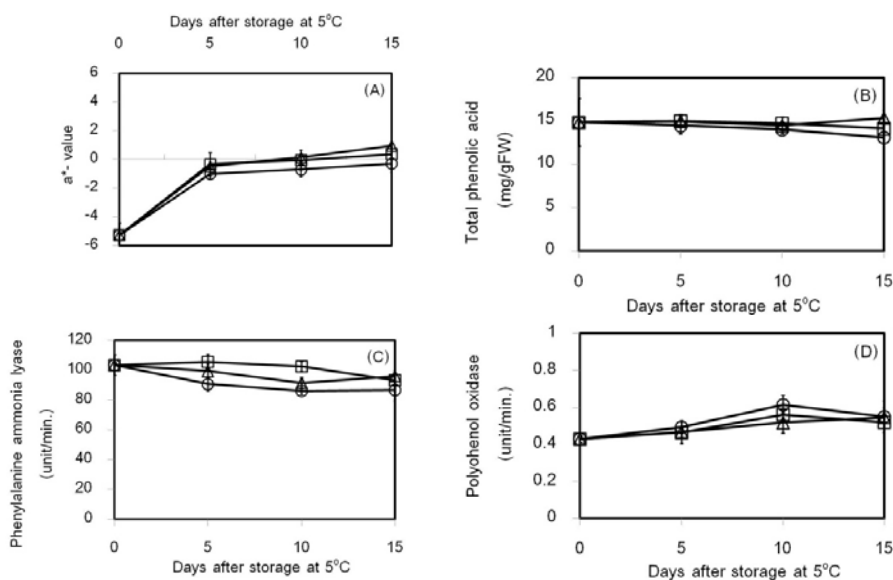 Days after storage at 5°C
0 5 10 15
6
4
2
0
-2
-4
-6
a*- value
(A)
20
15
10
5
0
Total phenolic acid
(mg/gFW)
(B)
0 5 10 15
Days after storage at 5°C
120
100
80
60
40
20
0
Phenylalanine ammonia lyase
(unit/min.)
(C)
0 5 10 15
Days after storage at 5°C
1
0.8
0.6
0.4
0.2
0
Polyohenol oxidase
(unit/min.)
(D)
0 5 10 15
Days after storage at 5°C